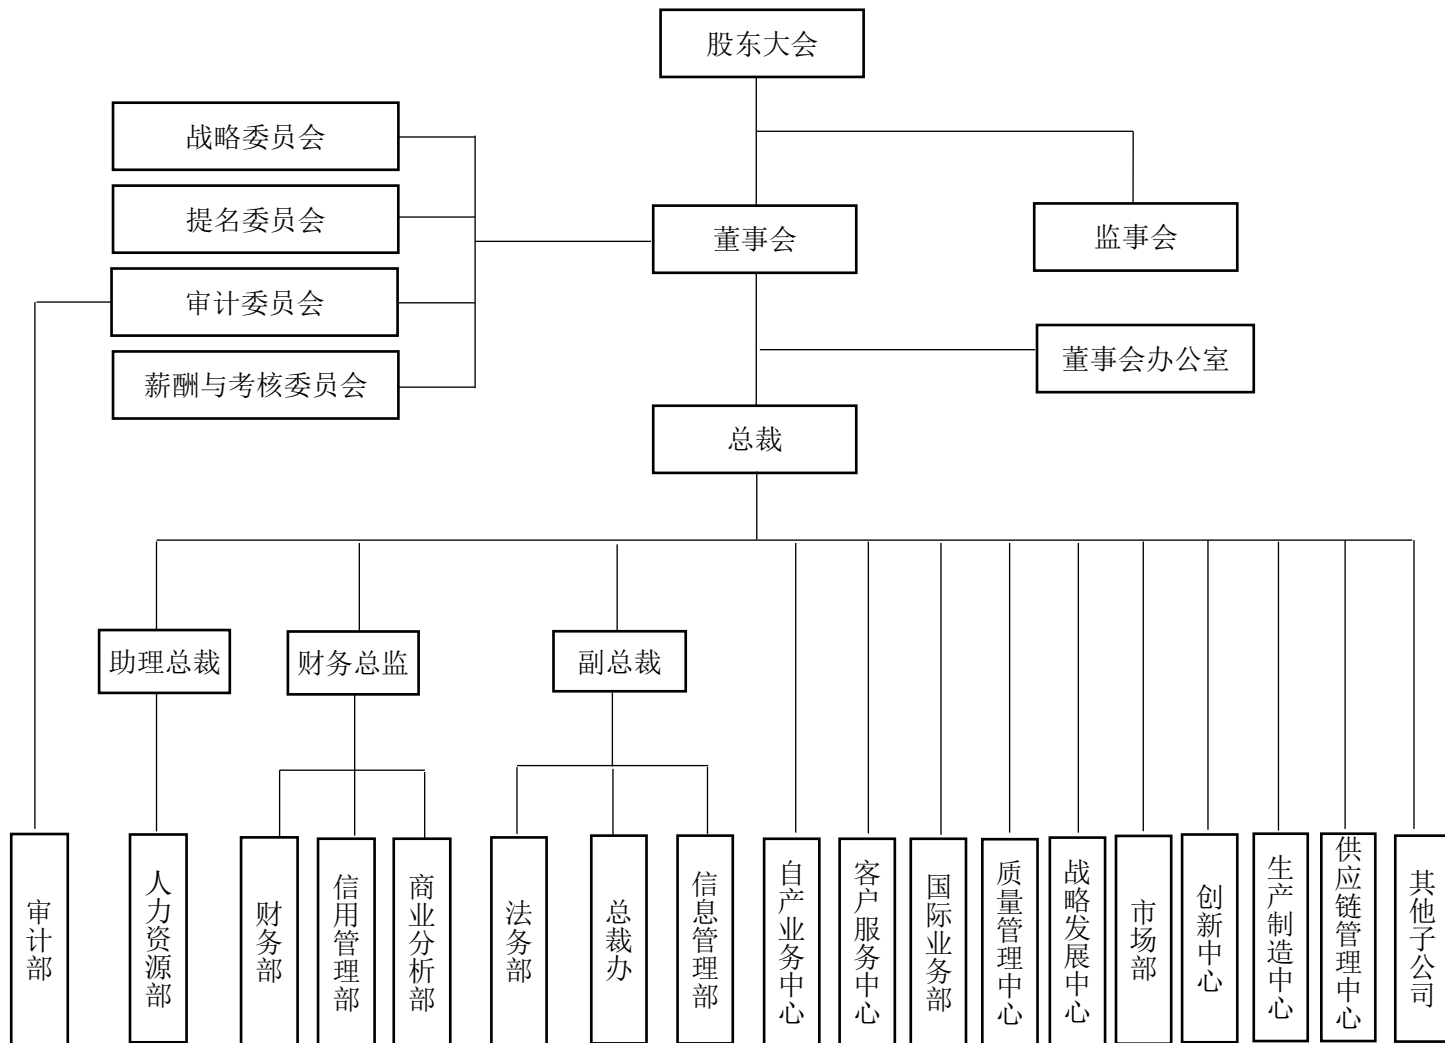 股东大会
战略委员会
提名委员会
董事会
监事会
审计委员会
董事会办公室
薪酬与考核委员会
总裁
助理总裁
财务总监
副总裁
审计部
人力资源部
财务部
信用管理部
商业分析部
法务部
总裁办
信息管理部
自产业务中心
客户服务中心
国际业务部
质量管理中心
战略发展中心
市场部
创新中心
生产制造中心
供应链管理中心
其他子公司